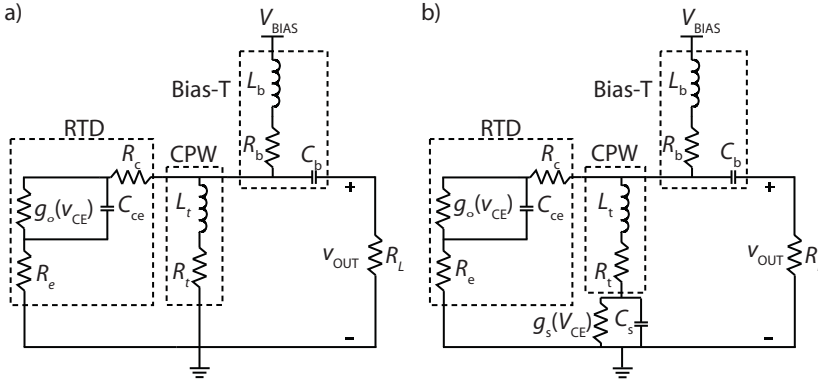 a)
V_BIAS
Bias-T
L_b
R_b
C_b
RTD
R_c
CPW
g_o(v_CE)
C_ce
R_e
L_t
R_t
+
v_OUT
R_L
-
b)
V_BIAS
Bias-T
L_b
R_b
C_b
RTD
R_c
CPW
g_o(v_CE)
C_ce
R_e
L_t
R_t
g_s(V_CE)
C_s
+
v_OUT
R
-